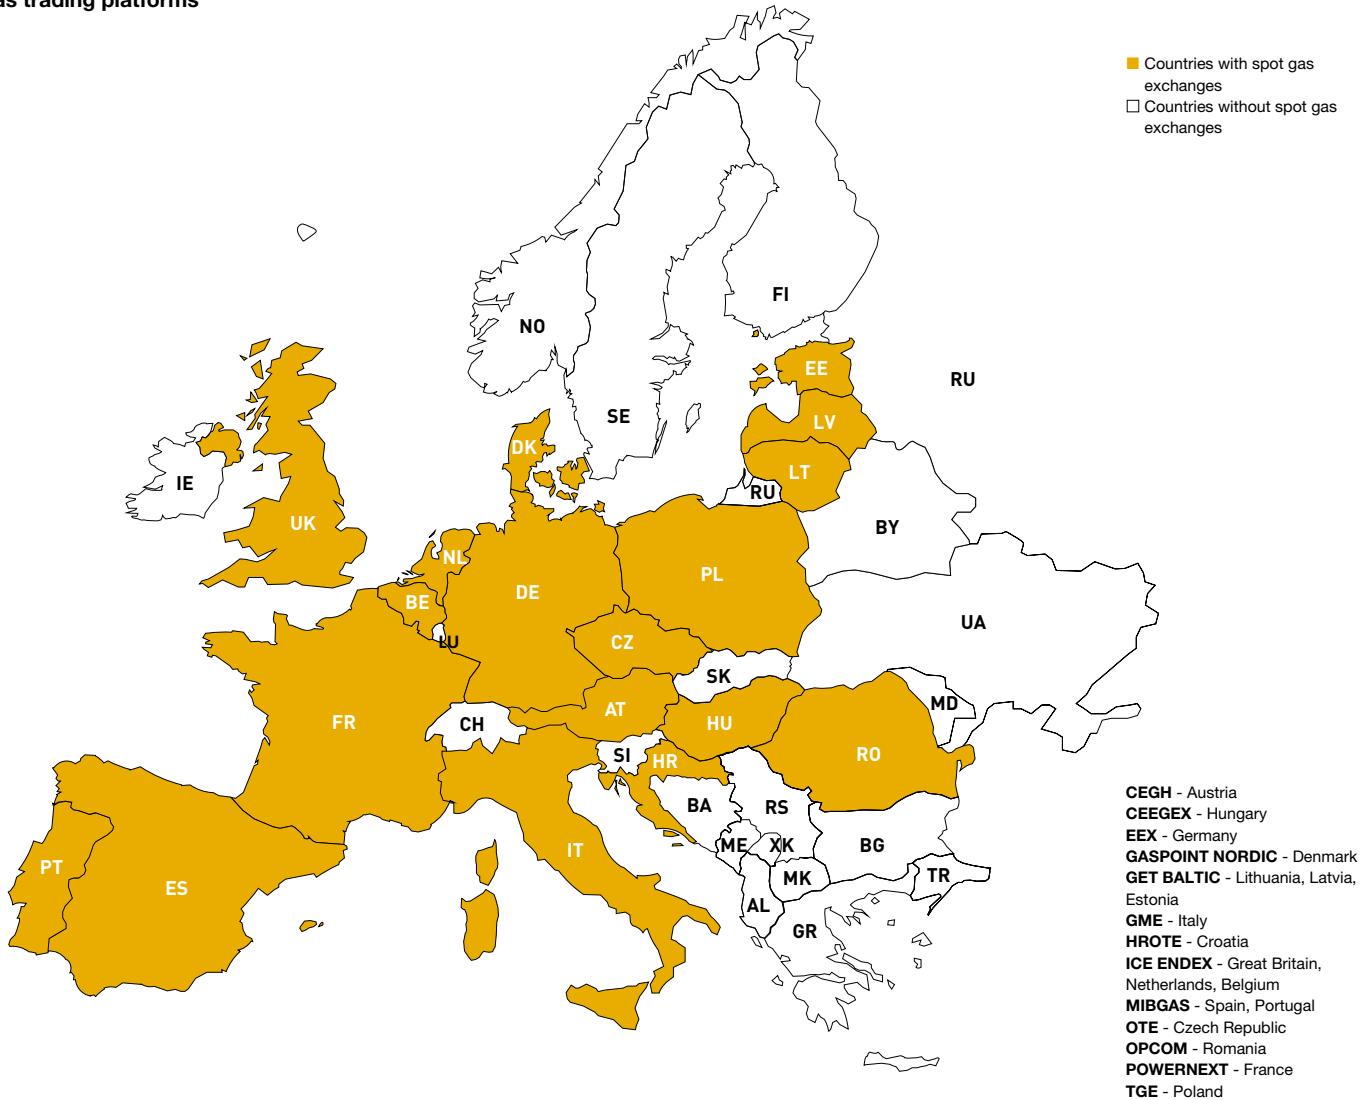 as trading platforms
Countries with spot gas
exchanges
Countries without spot gas
exchanges
FI
NO
EE
RU
SE
LV
DK
LT
IE
RU
UK
BY
NL
PL
DE
BE
UA
CZ
LU
SK
MD
AT
FR
CH
HU
RO
SI
HR
BA
RS
ME
XK
BG
IT
PT
MK
TR
ES
AL
GR
CEGH - Austria
CEEGEX - Hungary
EEX - Germany
GASPOINT NORDIC - Denmark
GET BALTIC - Lithuania, Latvia,
Estonia
GME - Italy
HROTE - Croatia
ICE ENDEX - Great Britain,
Netherlands, Belgium
MIBGAS - Spain, Portugal
OTE - Czech Republic
OPCOM - Romania
POWERNEXT - France
TGE - Poland